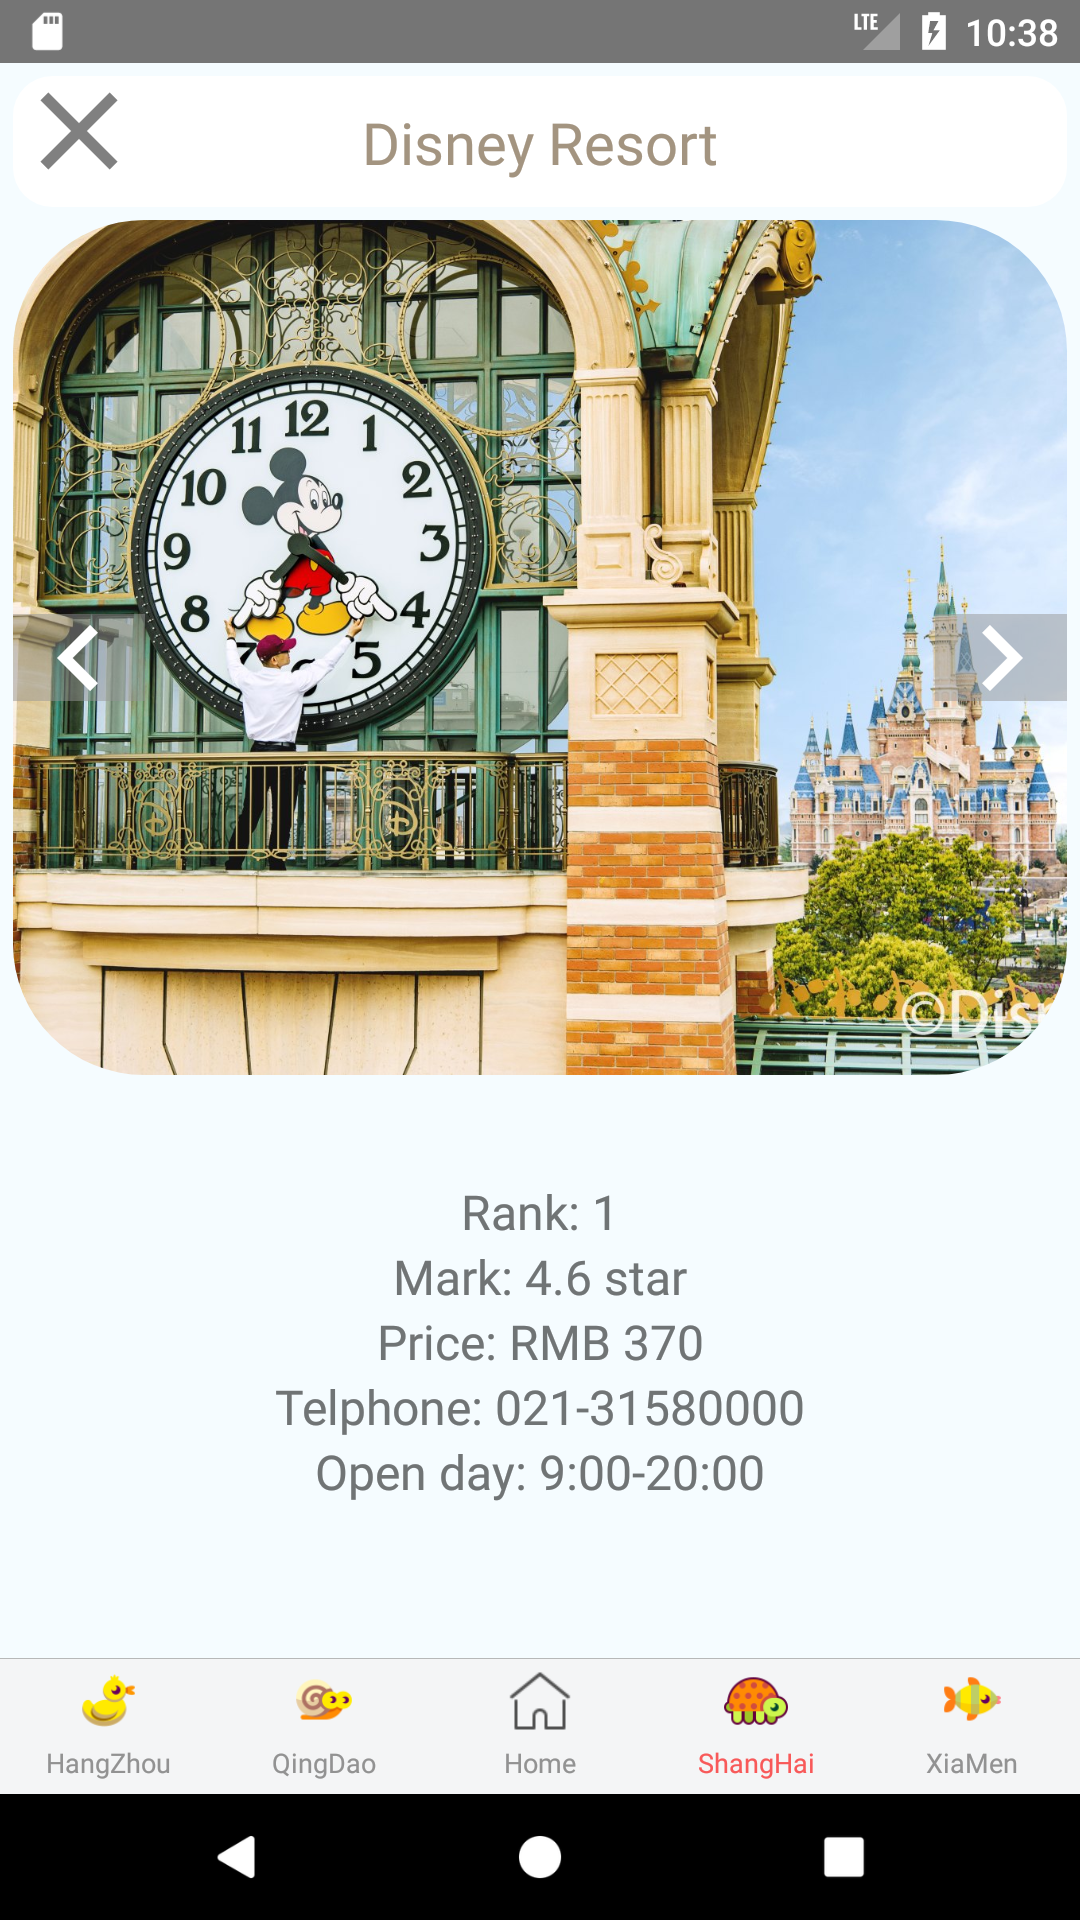 LTE 10:38
Disney Resort
12
11 1
10 2
9 3
8 4
5
©Dis
Rank: 1
Mark: 4.6 star
Price: RMB 370
Telphone: 021-31580000
Open day: 9:00-20:00
HangZhou QingDao Home ShangHai XiaMen